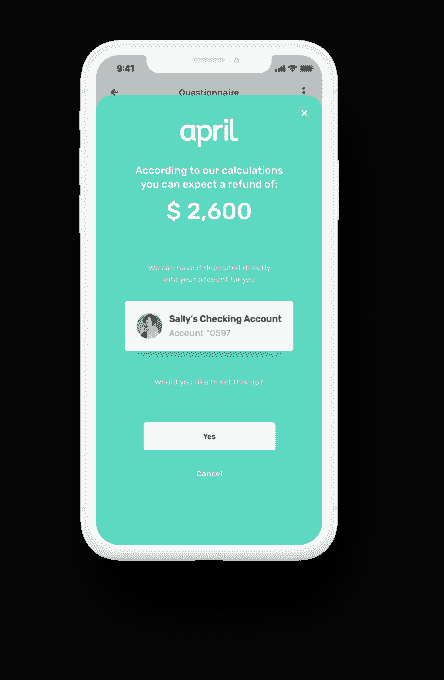 9:41
Questionnaire
april
According to our calculations
you can expect a refund of:
$ 2,600
We can have it deposited directly
into your account for you
Sally's Checking Account
Account *0597
Would you like to set this up?
Yes
Cancel